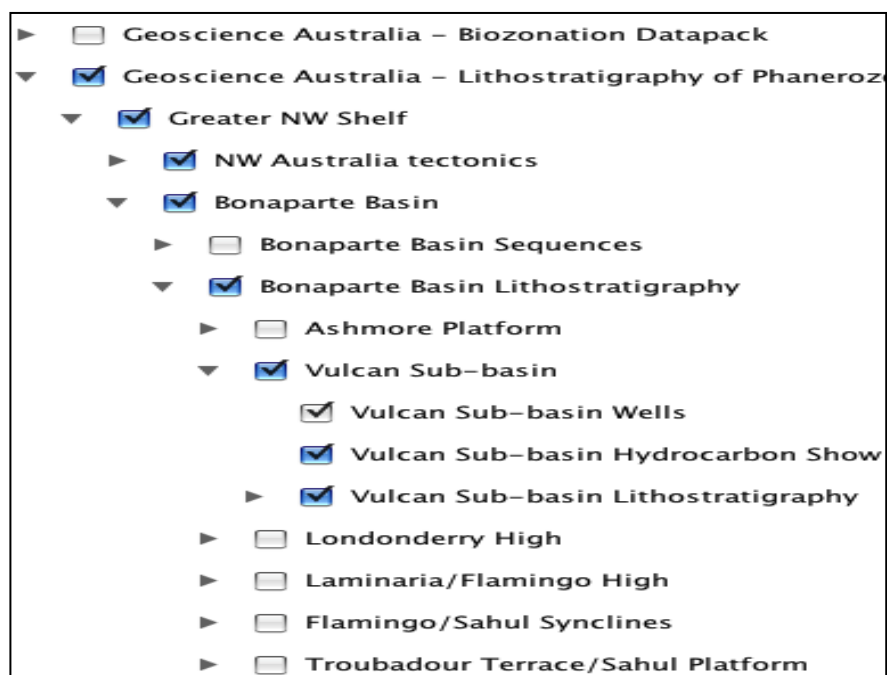 Geoscience Australia – Biozonation Datapack
Geoscience Australia – Lithostratigraphy of Phaneroz
Greater NW Shelf
NW Australia tectonics
Bonaparte Basin
Bonaparte Basin Sequences
Bonaparte Basin Lithostratigraphy
Ashmore Platform
Vulcan Sub–basin
Vulcan Sub–basin Wells
Vulcan Sub–basin Hydrocarbon Show
Vulcan Sub–basin Lithostratigraphy
Londonderry High
Laminaria/Flamingo High
Flamingo/Sahul Synclines
Troubadour Terrace/Sahul Platform